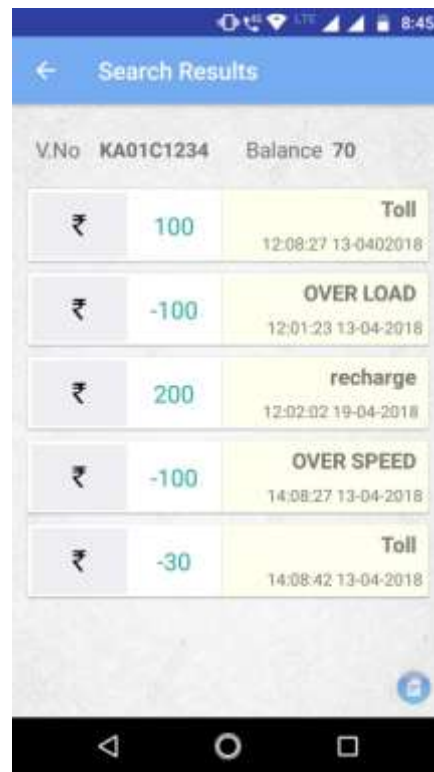 LTE 8:45
Search Results
V.No KA01C1234 Balance 70
₹ 100 Toll
12:08:27 13-0402018
₹ -100 OVER LOAD
12:01:23 13-04-2018
₹ 200 recharge
12:02:02 19-04-2018
₹ -100 OVER SPEED
14:08:27 13-04-2018
₹ -30 Toll
14:08:42 13-04-2018